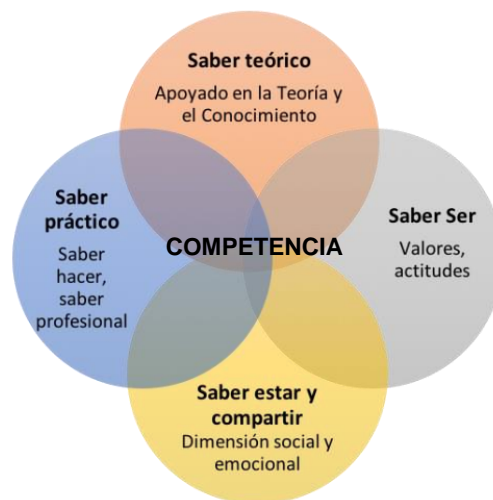 Saber teórico
Apoyado en la Teoría y
el Conocimiento
Saber
práctico
Saber
hacer,
saber
profesional
COMPETENCIA
Saber Ser
Valores,
actitudes
Saber estar y
compartir
Dimensión social y
emocional